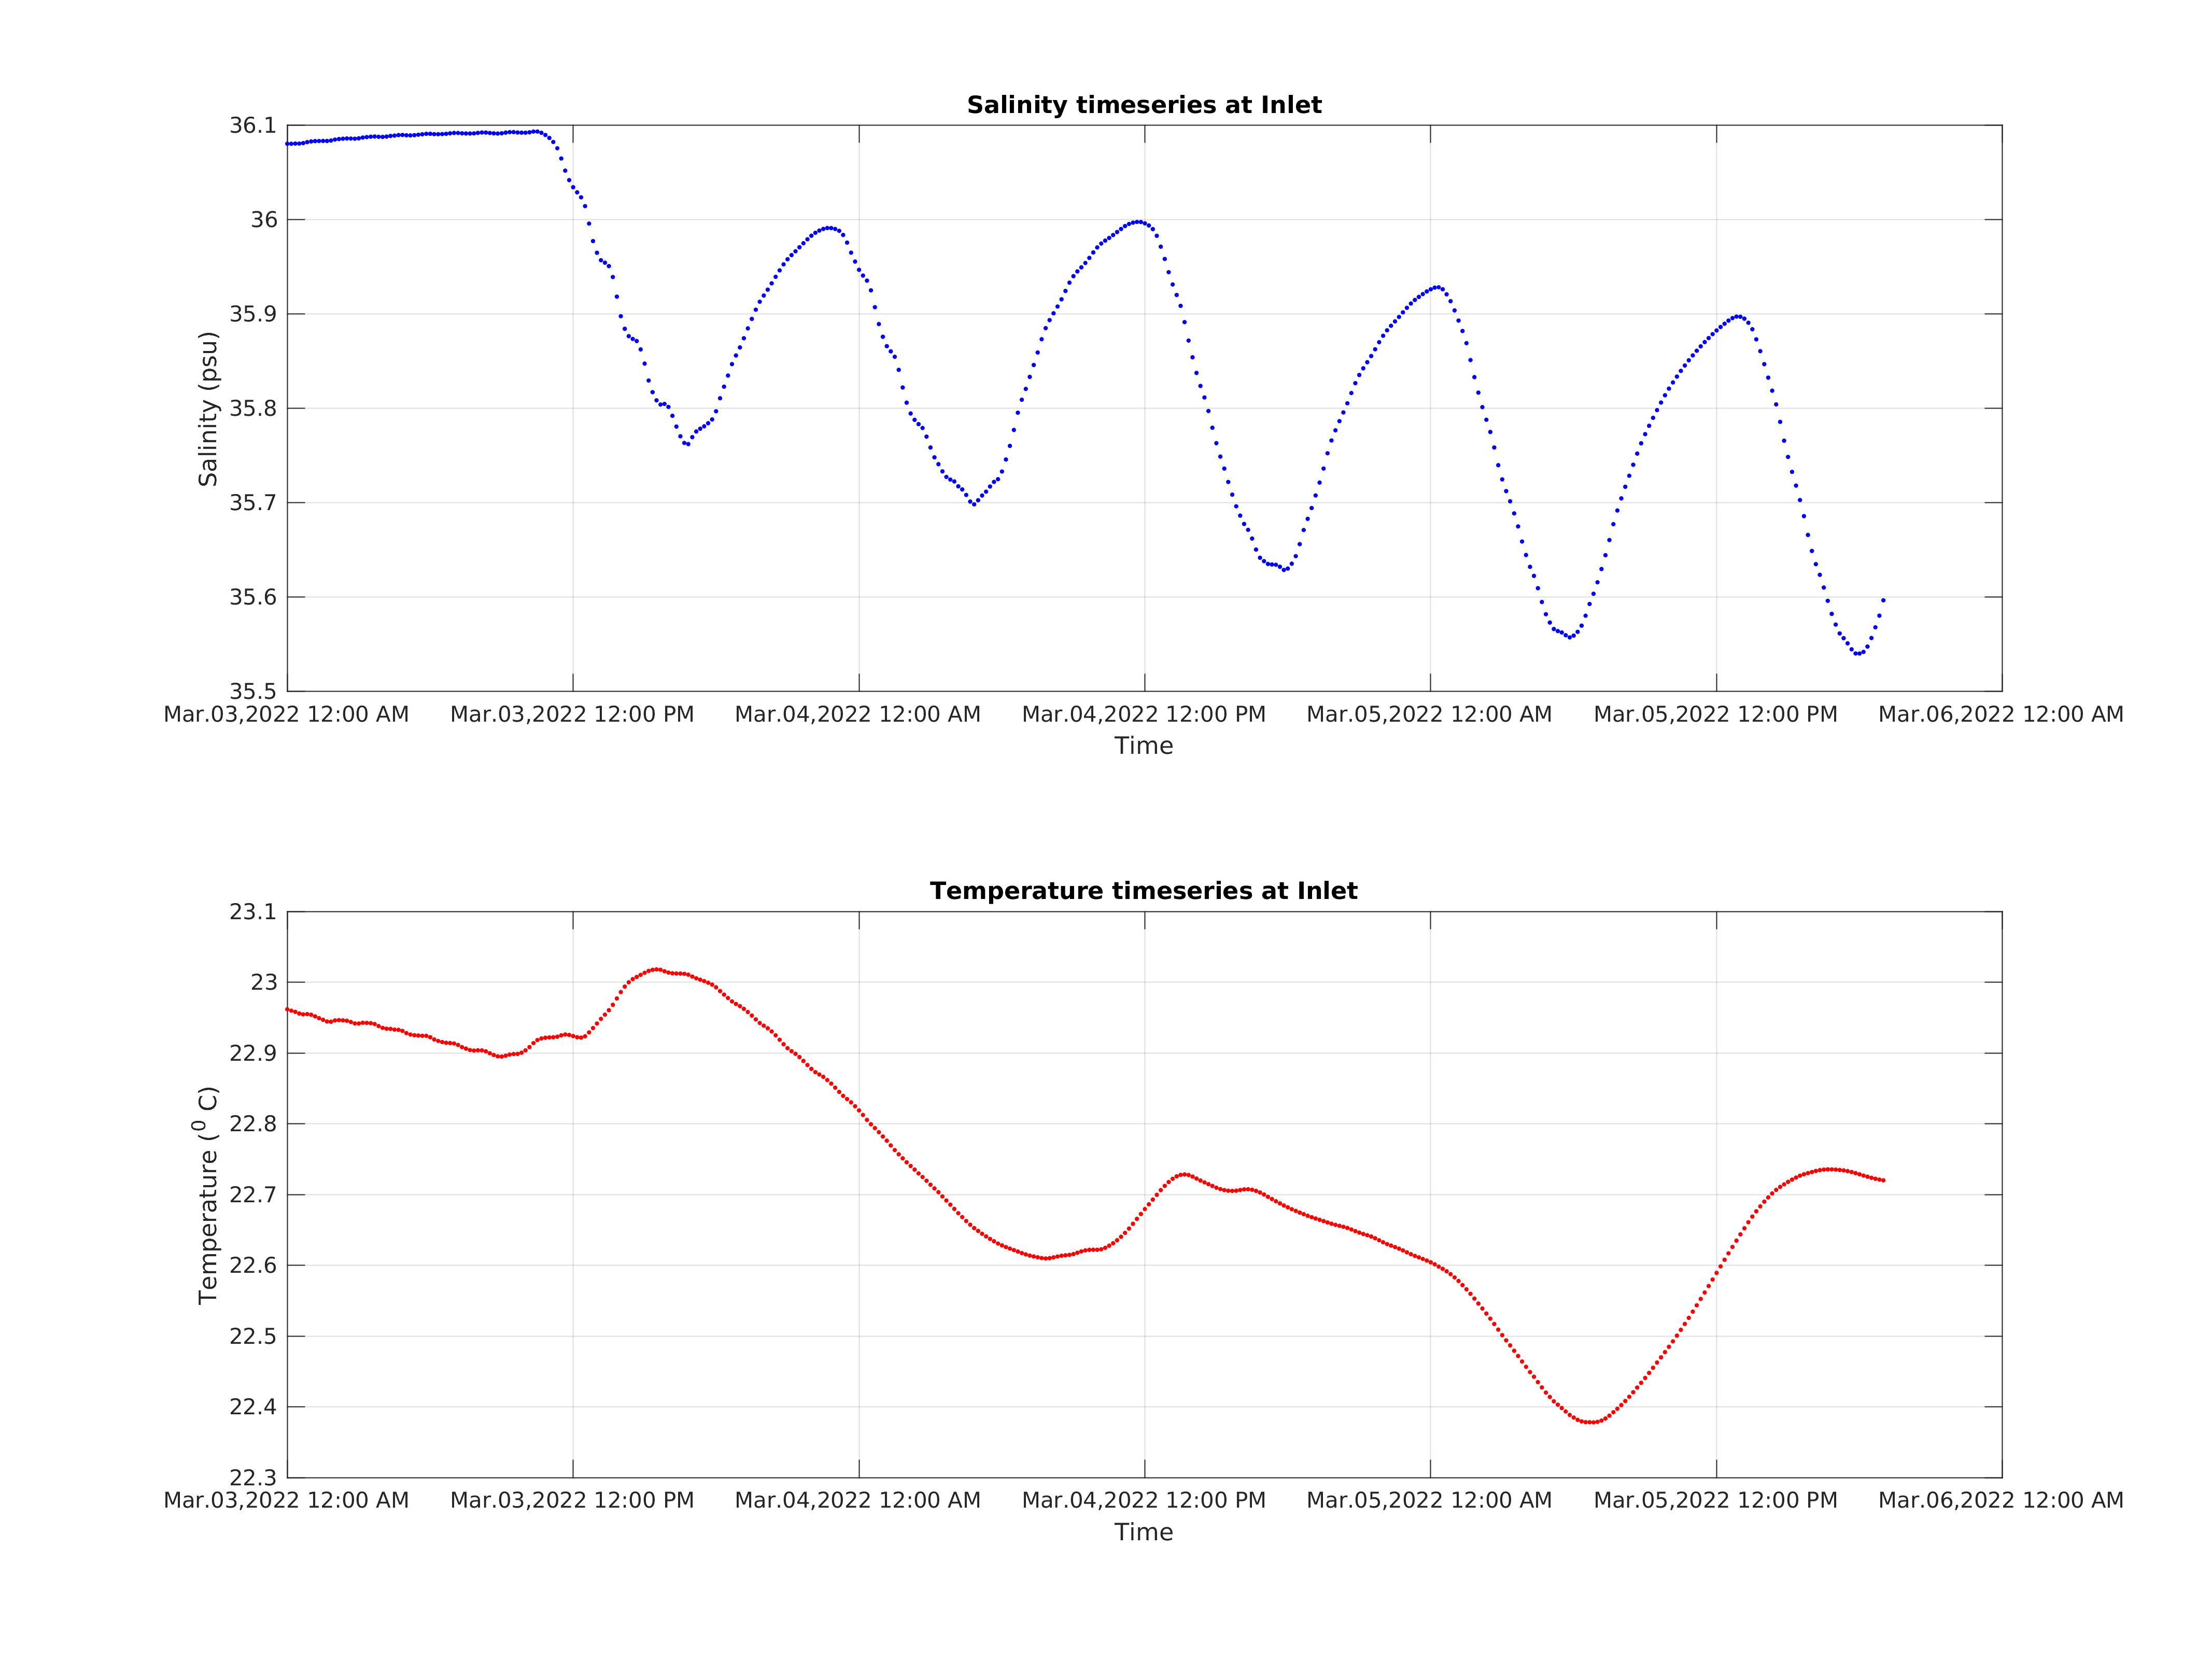 Salinity timeseries at Inlet
36.1
36
35.9
35.8
35.7
35.6
35.5
Salinity (psu)
Mar.03,2022 12:00 AM Mar.03,2022 12:00 PM Mar.04,2022 12:00 AM Mar.04,2022 12:00 PM Mar.05,2022 12:00 AM Mar.05,2022 12:00 PM Mar.06,2022 12:00 AM
Time
Temperature timeseries at Inlet
23.1
23
22.9
22.8
22.7
22.6
22.5
22.4
22.3
Temperature (⁰ C)
Mar.03,2022 12:00 AM Mar.03,2022 12:00 PM Mar.04,2022 12:00 AM Mar.04,2022 12:00 PM Mar.05,2022 12:00 AM Mar.05,2022 12:00 PM Mar.06,2022 12:00 AM
Time